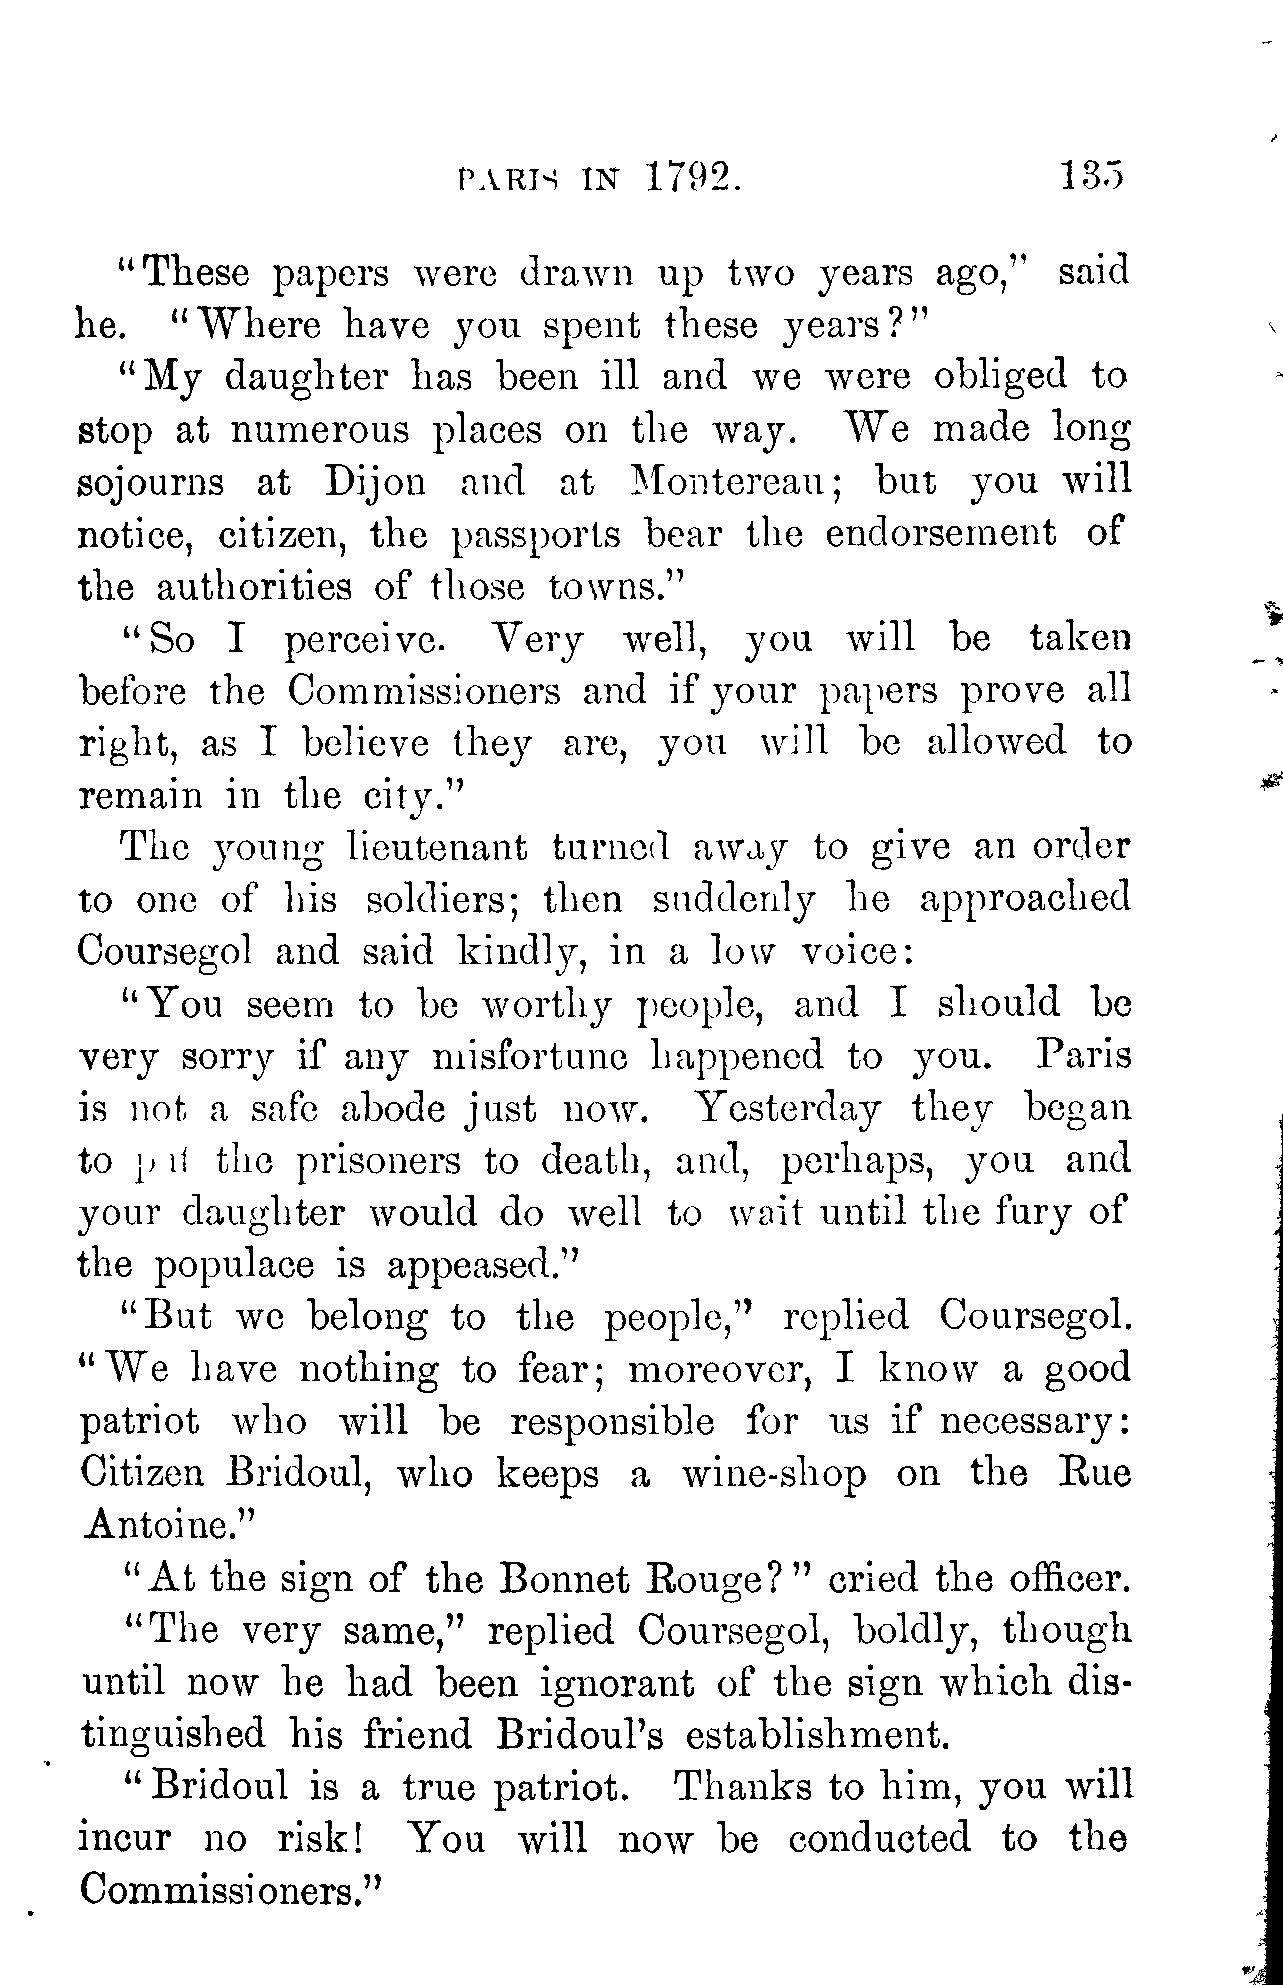 PARIS IN 1792. 135
"These papers were drawn up two years ago," said
he. "Where have you spent these years?"
"My daughter has been ill and we were obliged to
stop at numerous places on the way. We made long
sojourns at Dijon and at Montereau; but you will
notice, citizen, the passports bear the endorsement of
the authorities of those towns."
"So I perceive. Very well, you will be taken
before the Commissioners and if your papers prove all
right, as I believe they are, you will be allowed to
remain in the city."
The young lieutenant turned away to give an order
to one of his soldiers; then suddenly he approached
Coursegol and said kindly, in a low voice:
"You seem to be worthy people, and I should be
very sorry if any misfortune happened to you. Paris
is not a safe abode just now. Yesterday they began
to put the prisoners to death, and, perhaps, you and
your daughter would do well to wait until the fury of
the populace is appeased."
"But we belong to the people," replied Coursegol.
"We have nothing to fear; moreover, I know a good
patriot who will be responsible for us if necessary:
Citizen Bridoul, who keeps a wine-shop on the Rue
Antoine."
"At the sign of the Bonnet Rouge?" cried the officer.
"The very same," replied Coursegol, boldly, though
until now he had been ignorant of the sign which dis-
tinguished his friend Bridoul's establishment.
"Bridoul is a true patriot. Thanks to him, you will
incur no risk! You will now be conducted to the
Commissioners."